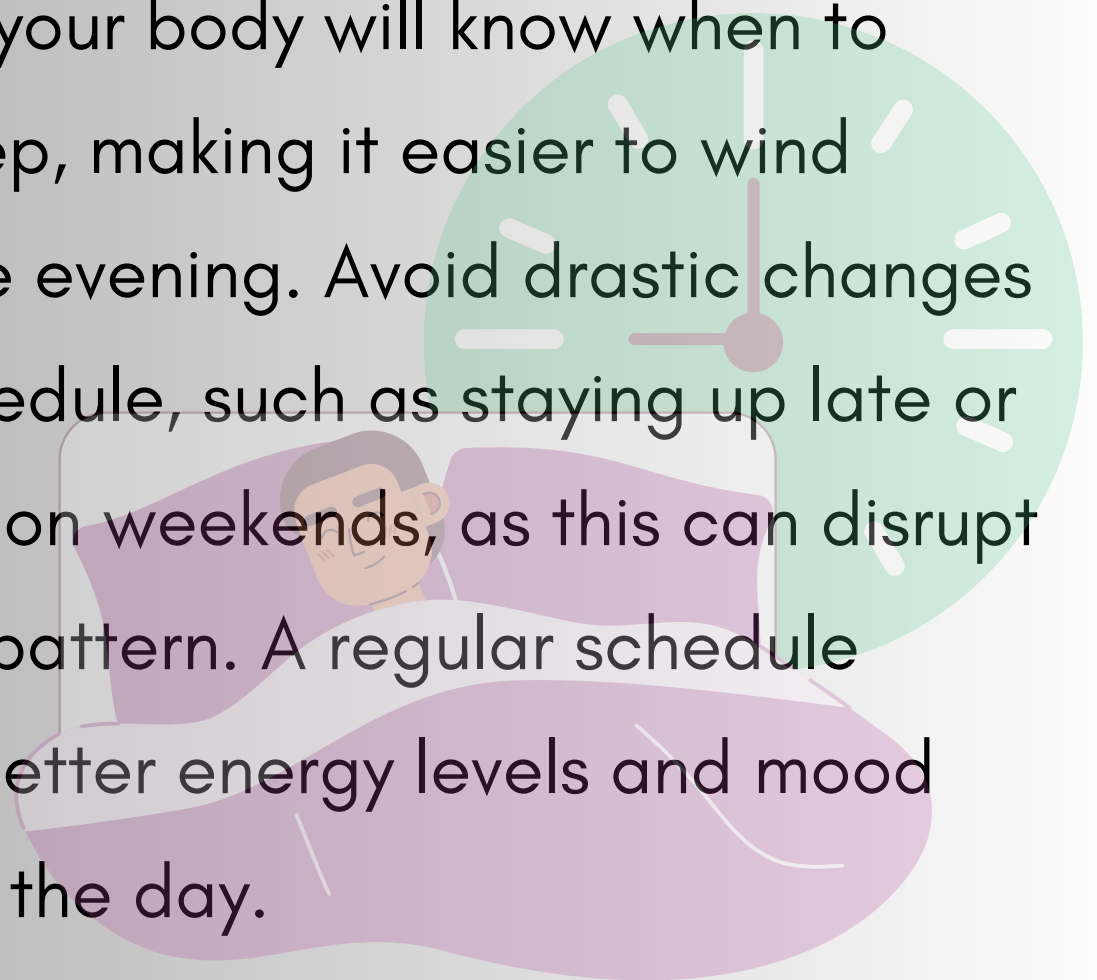 your body will know when to
ep, making it easier to wind
e evening. Avoid drastic changes
edule, such as staying up late or
on weekends, as this can disrupt
pattern. A regular schedule
etter energy levels and mood
the day.